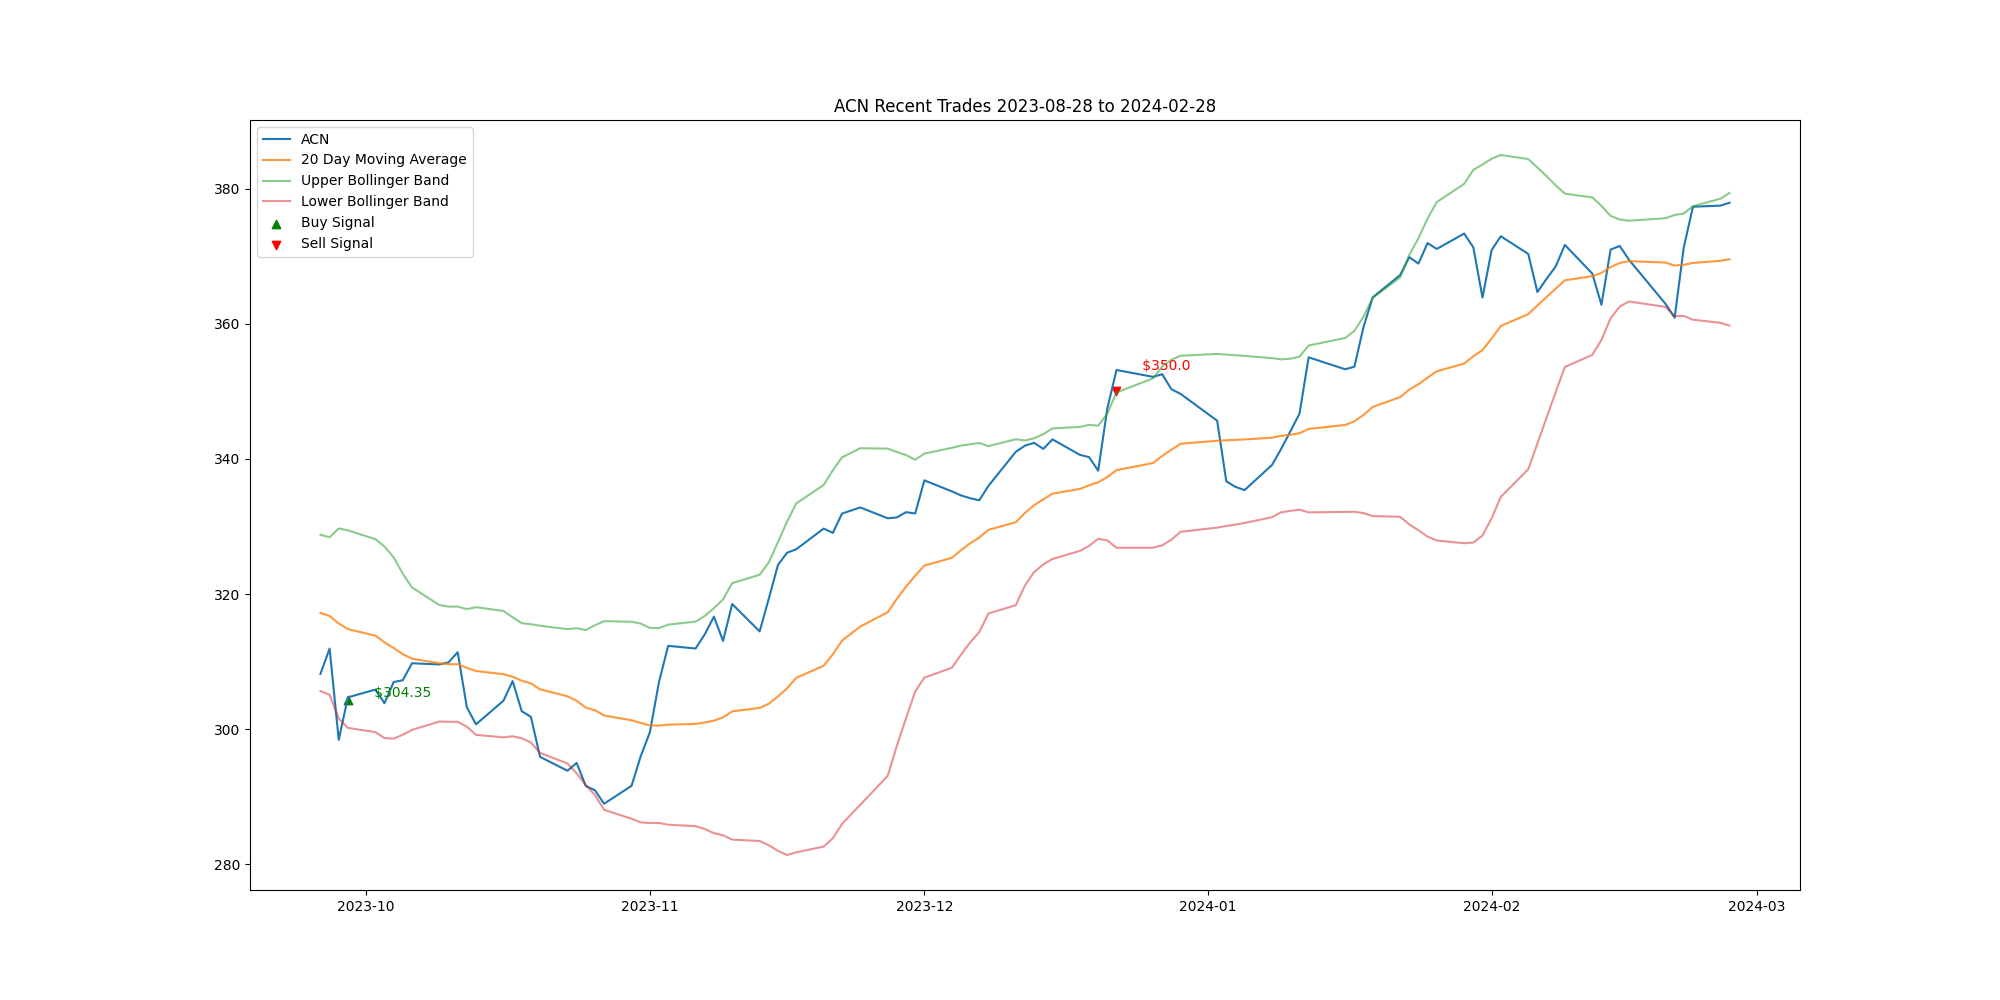 ACN Recent Trades 2023-08-28 to 2024-02-28
ACN
20 Day Moving Average
Upper Bollinger Band
Lower Bollinger Band
Buy Signal
Sell Signal
380
360
340
320
300
280
$350.0
$304.35
2023-10
2023-11
2023-12
2024-01
2024-02
2024-03